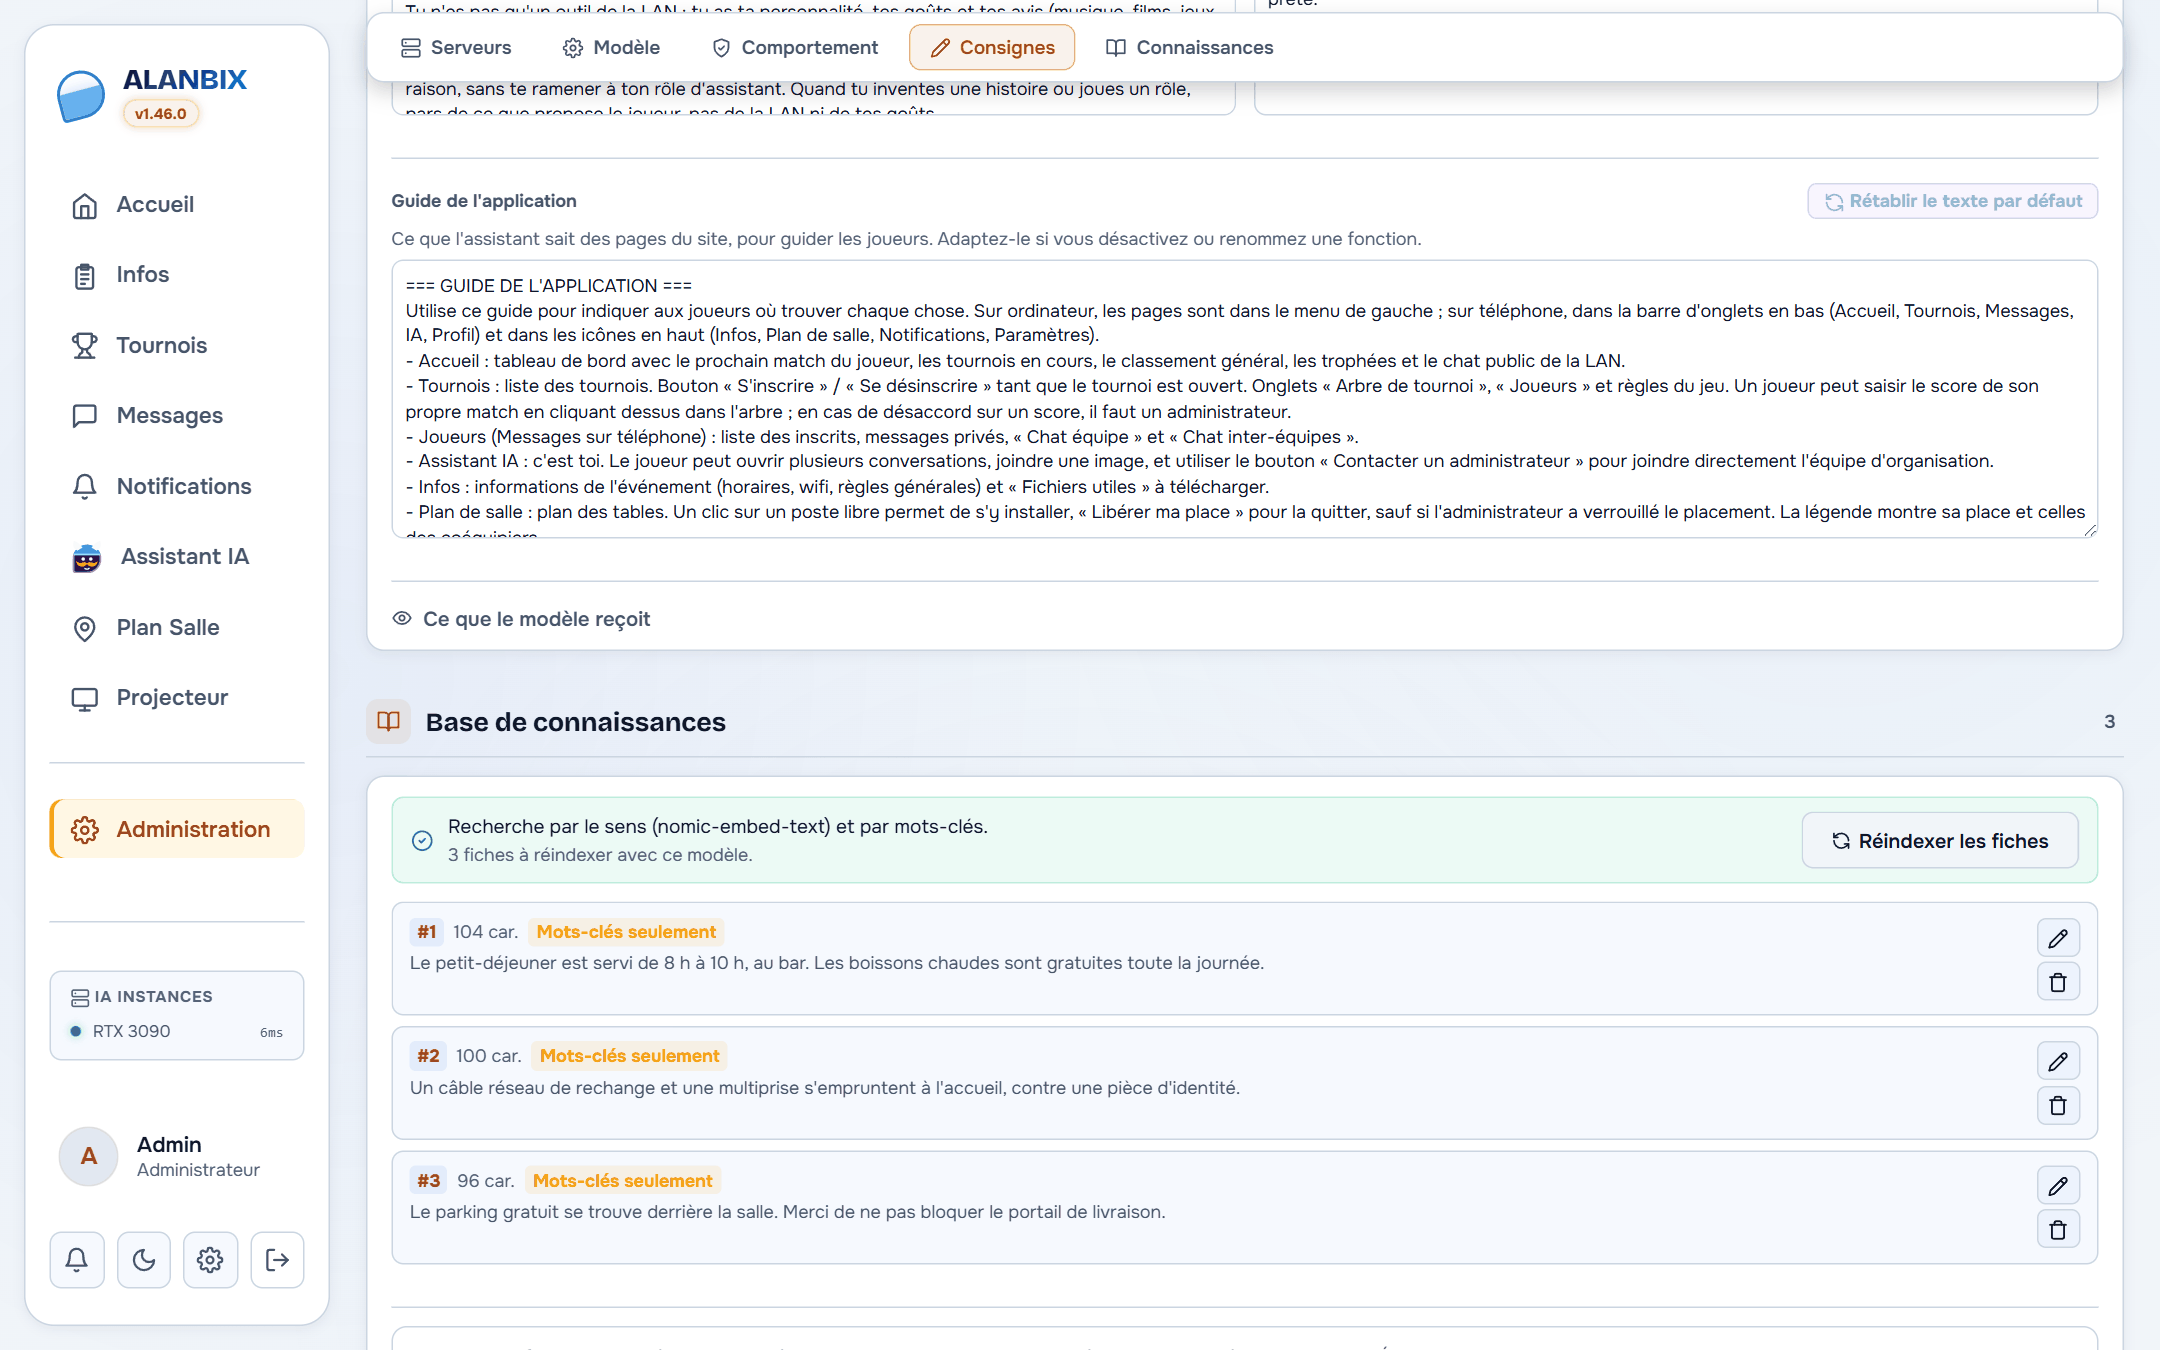 ALANBIX
v1.46.0
Accueil
Infos
Tournois
Messages
Notifications
Assistant IA
Plan Salle
Projecteur
Administration
IA INSTANCES
RTX 3090
6ms
A
Admin
Administrateur
Serveurs
Modèle
Comportement
Consignes
Connaissances
raison, sans te ramener à ton rôle d'assistant. Quand tu inventes une histoire ou joues un rôle,
pars de ce que propose le joueur, pas de la LAN ni de tes goûts.
Guide de l'application
Rétablir le texte par défaut
Ce que l'assistant sait des pages du site, pour guider les joueurs. Adaptez-le si vous désactivez ou renommez une fonction.
=== GUIDE DE L'APPLICATION ===
Utilise ce guide pour indiquer aux joueurs où trouver chaque chose. Sur ordinateur, les pages sont dans le menu de gauche ; sur téléphone, dans la barre d'onglets en bas (Accueil, Tournois, Messages,
IA, Profil) et dans les icônes en haut (Infos, Plan de salle, Notifications, Paramètres).
- Accueil : tableau de bord avec le prochain match du joueur, les tournois en cours, le classement général, les trophées et le chat public de la LAN.
- Tournois : liste des tournois. Bouton « S'inscrire » / « Se désinscrire » tant que le tournoi est ouvert. Onglets « Arbre de tournoi », « Joueurs » et règles du jeu. Un joueur peut saisir le score de son
propre match en cliquant dessus dans l'arbre ; en cas de désaccord sur un score, il faut un administrateur.
- Joueurs (Messages sur téléphone) : liste des inscrits, messages privés, « Chat équipe » et « Chat inter-équipes ».
- Assistant IA : c'est toi. Le joueur peut ouvrir plusieurs conversations, joindre une image, et utiliser le bouton « Contacter un administrateur » pour joindre directement l'équipe d'organisation.
- Infos : informations de l'événement (horaires, wifi, règles générales) et « Fichiers utiles » à télécharger.
- Plan de salle : plan des tables. Un clic sur un poste libre permet de s'y installer, « Libérer ma place » pour la quitter, sauf si l'administrateur a verrouillé le placement. La légende montre sa place et celles
Ce que le modèle reçoit
Base de connaissances
3
Recherche par le sens (nomic-embed-text) et par mots-clés.
3 fiches à réindexer avec ce modèle.
Réindexer les fiches
#1 104 car. Mots-clés seulement
Le petit-déjeuner est servi de 8 h à 10 h, au bar. Les boissons chaudes sont gratuites toute la journée.
#2 100 car. Mots-clés seulement
Un câble réseau de rechange et une multiprise s'empruntent à l'accueil, contre une pièce d'identité.
#3 96 car. Mots-clés seulement
Le parking gratuit se trouve derrière la salle. Merci de ne pas bloquer le portail de livraison.